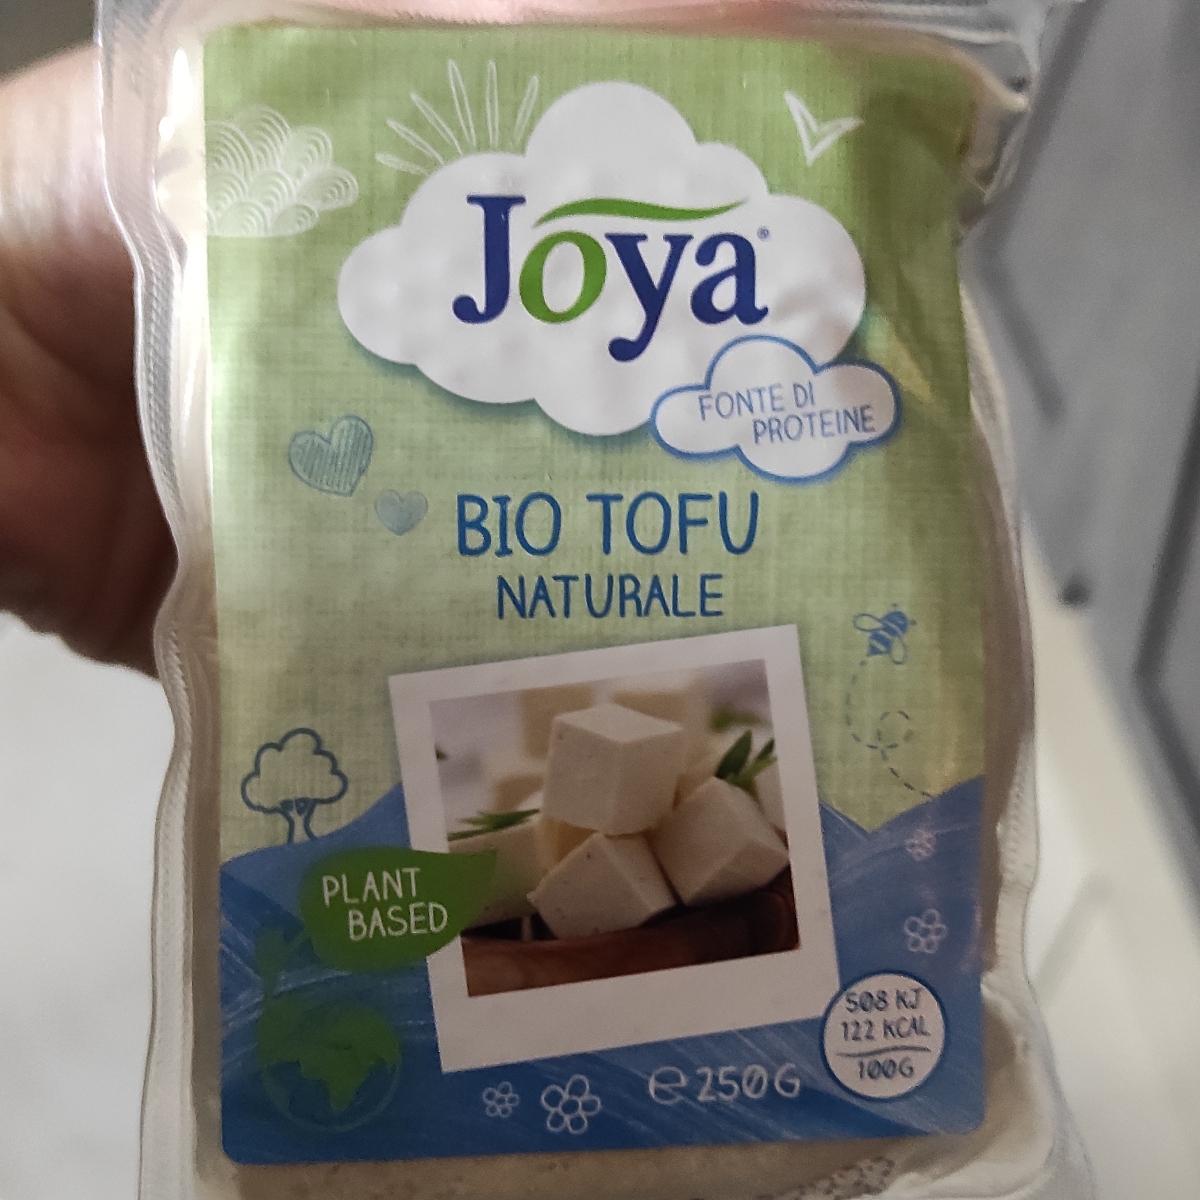 Joya®
FONTE DI
PROTEINE
BIO TOFU
NATURALE
PLANT
BASED
508 KJ
122 KCAL
100G
℮ 250G